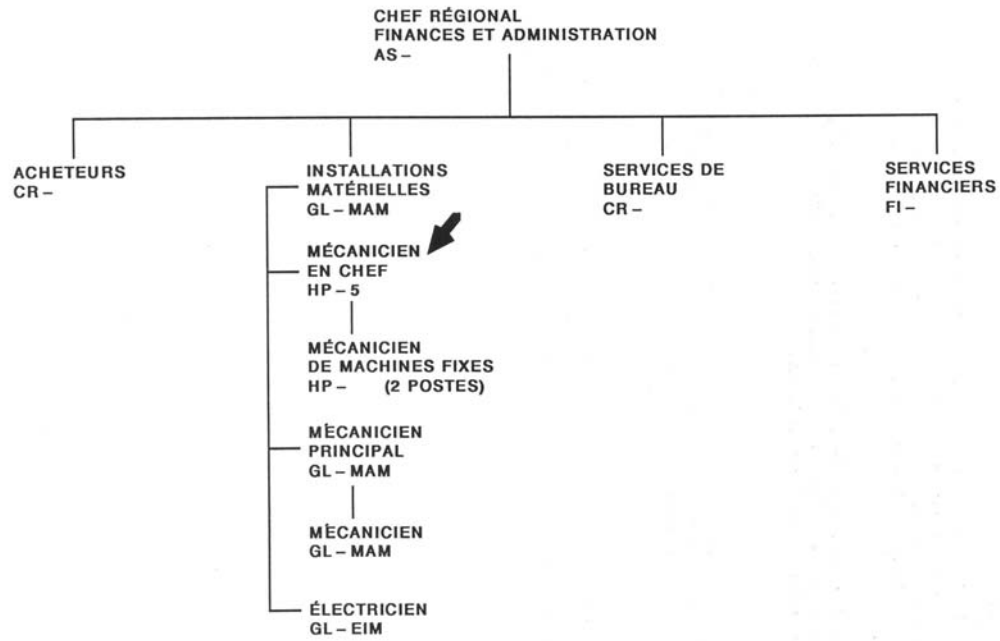 CHEF RÉGIONAL
FINANCES ET ADMINISTRATION
AS –
ACHETEURS
CR –
INSTALLATIONS
MATÉRIELLES
GL – MAM
SERVICES DE
BUREAU
CR –
SERVICES
FINANCIERS
FI –
MÉCANICIEN
EN CHEF
HP – 5
MÉCANICIEN
DE MACHINES FIXES
HP – (2 POSTES)
MÉCANICIEN
PRINCIPAL
GL – MAM
MÉCANICIEN
GL – MAM
ÉLECTRICIEN
GL – EIM